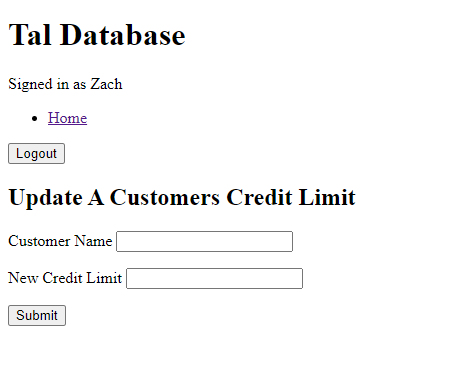 Tal Database
Signed in as Zach
Home
Logout
Update A Customers Credit Limit
Customer Name
New Credit Limit
Submit